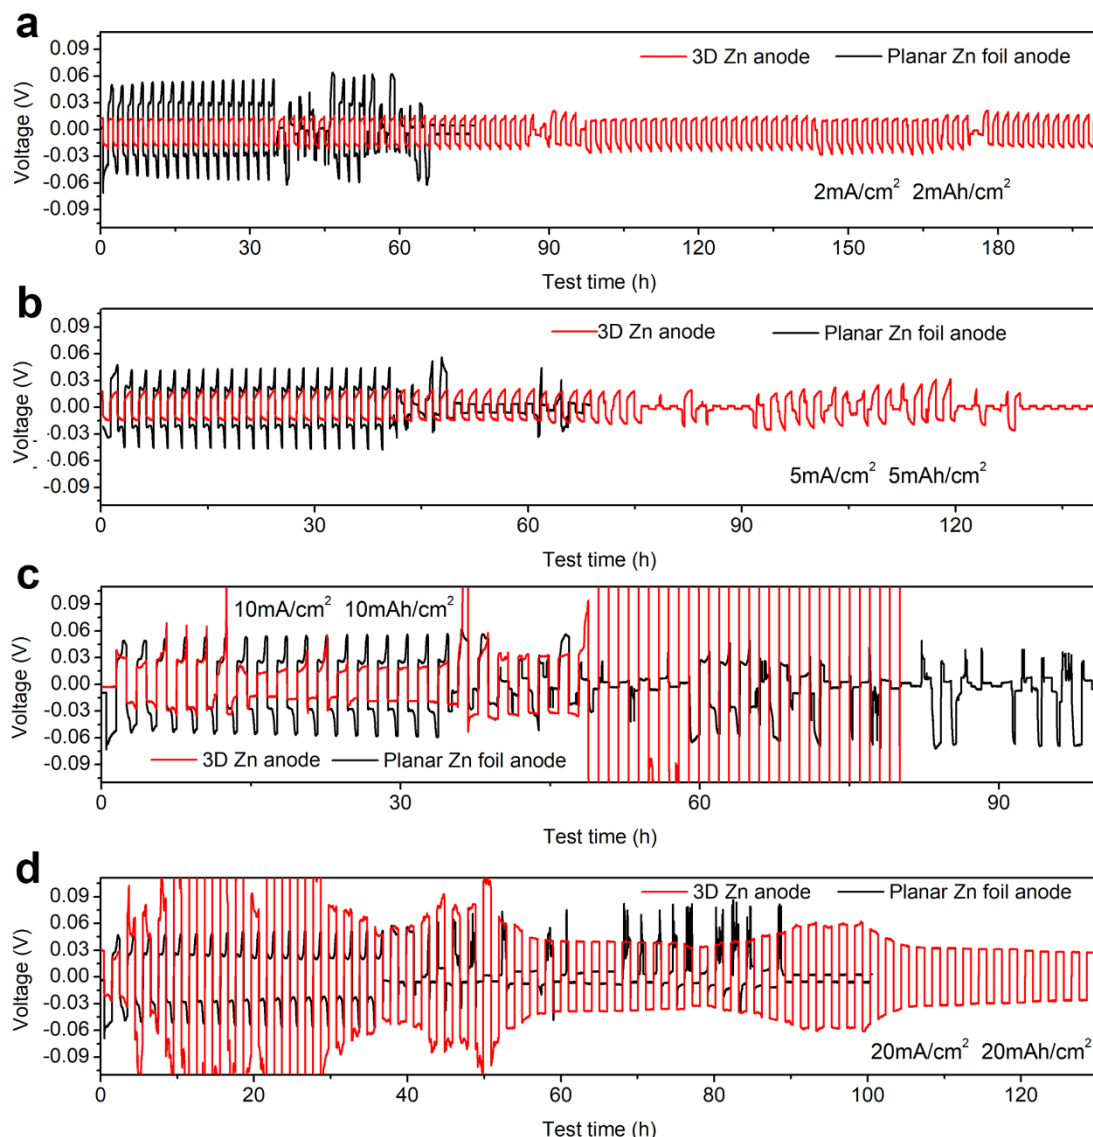 a
3D Zn anode Planar Zn foil anode
Voltage (V)
0.09
0.06
0.03
0.00
-0.03
-0.06
-0.09
2mA/cm² 2mAh/cm²
0 30 60 90 120 150 180
Test time (h)
b
3D Zn anode Planar Zn foil anode
Voltage (V)
0.09
0.06
0.03
0.00
-0.03
-0.06
-0.09
5mA/cm² 5mAh/cm²
0 30 60 90 120
Test time (h)
c
10mA/cm² 10mAh/cm²
Voltage (V)
0.09
0.06
0.03
0.00
-0.03
-0.06
-0.09
3D Zn anode Planar Zn foil anode
0 30 60 90
Test time (h)
d
3D Zn anode Planar Zn foil anode
Voltage (V)
0.09
0.06
0.03
0.00
-0.03
-0.06
-0.09
20mA/cm² 20mAh/cm²
0 20 40 60 80 100 120
Test time (h)